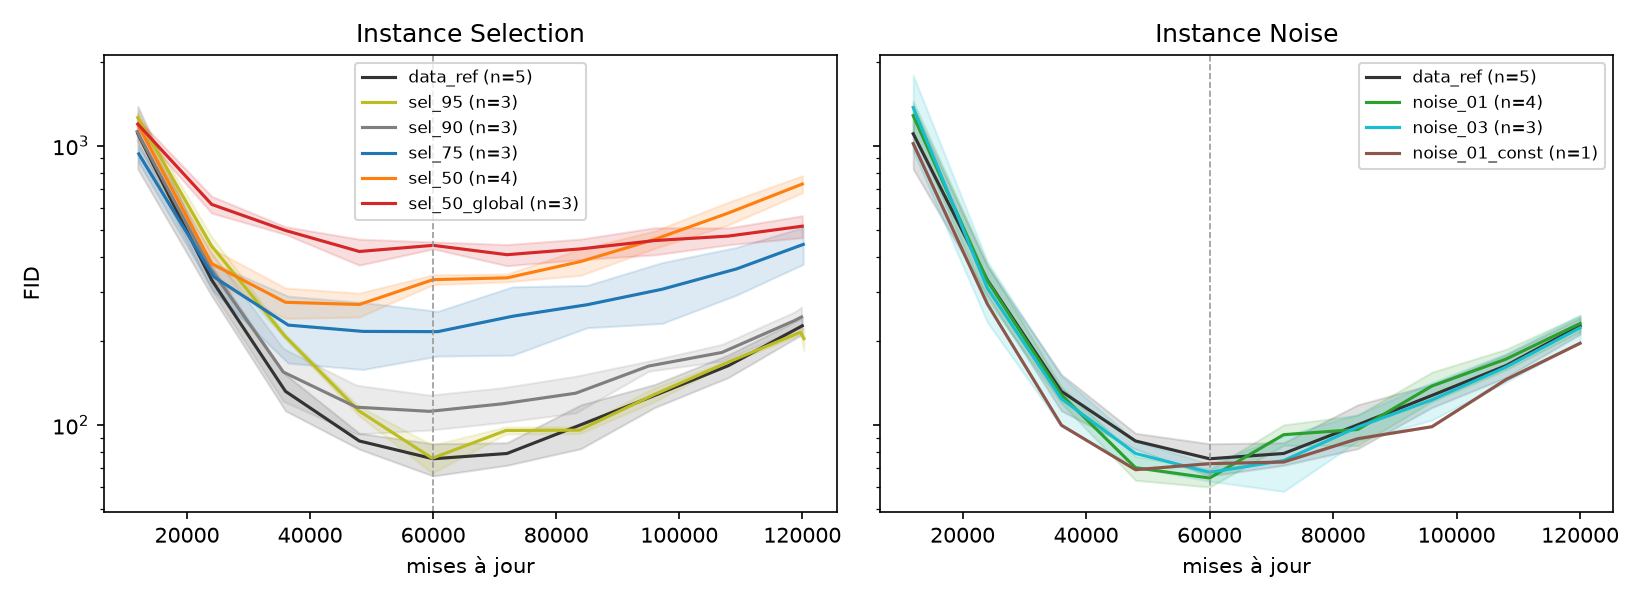 Instance Selection
data_ref (n=5)
sel_95 (n=3)
sel_90 (n=3)
sel_75 (n=3)
sel_50 (n=4)
sel_50_global (n=3)
10³
10²
FID
20000 40000 60000 80000 100000 120000
mises à jour
Instance Noise
data_ref (n=5)
noise_01 (n=4)
noise_03 (n=3)
noise_01_const (n=1)
20000 40000 60000 80000 100000 120000
mises à jour